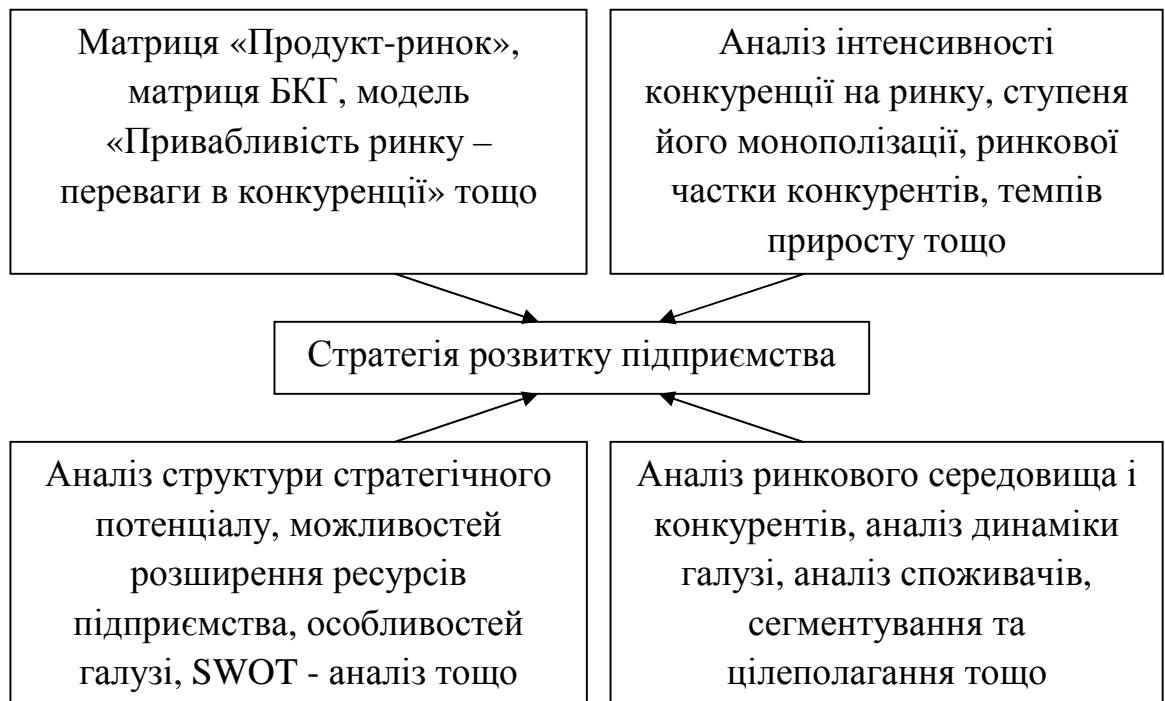 Матриця «Продукт-ринок»,
матриця БКГ, модель
«Привабливість ринку –
переваги в конкуренції» тощо
Аналіз інтенсивності
конкуренції на ринку, ступеня
його монополізації, ринкової
частки конкурентів, темпів
приросту тощо
Стратегія розвитку підприємства
Аналіз структури стратегічного
потенціалу, можливостей
розширення ресурсів
підприємства, особливостей
галузі, SWOT - аналіз тощо
Аналіз ринкового середовища і
конкурентів, аналіз динаміки
галузі, аналіз споживачів,
сегментування та
цілеполагання тощо